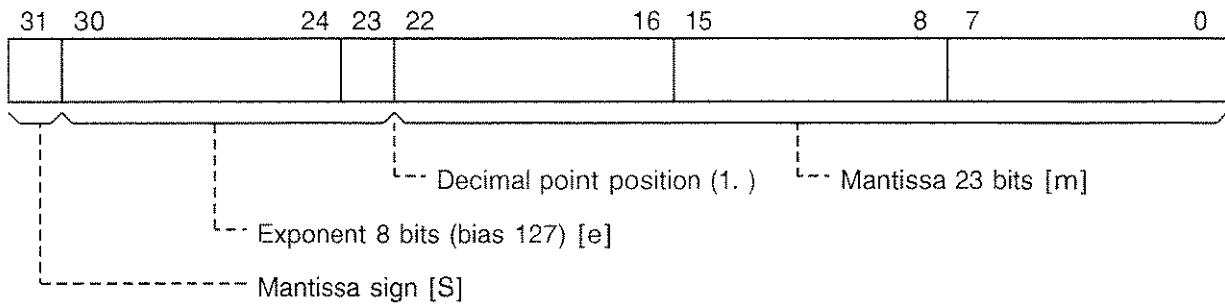 31 30 24 23 22 16 15 8 7 0
Decimal point position (1. ) Mantissa 23 bits [m]
Exponent 8 bits (bias 127) [e]
Mantissa sign [S]